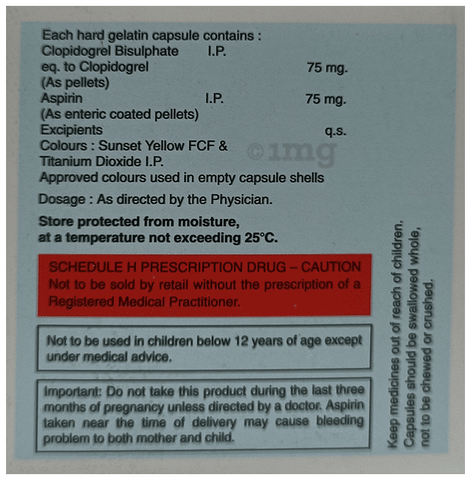 Each hard gelatin capsule contains :
Clopidogrel Bisulphate I.P.
eq. to Clopidogrel 75 mg.
(As pellets)
Aspirin I.P. 75 mg.
(As enteric coated pellets)
Excipients q.s.
Colours : Sunset Yellow FCF &
Titanium Dioxide I.P.
Approved colours used in empty capsule shells
Dosage : As directed by the Physician.
Store protected from moisture,
at a temperature not exceeding 25°C.
SCHEDULE H PRESCRIPTION DRUG – CAUTION
Not to be sold by retail without the prescription of a
Registered Medical Practitioner.
Not to be used in children below 12 years of age except
under medical advice.
Important: Do not take this product during the last three
months of pregnancy unless directed by a doctor. Aspirin
taken near the time of delivery may cause bleeding
problem to both mother and child.
Keep medicines out of reach of children.
Capsules should be swallowed whole,
not to be chewed or crushed.
©1mg